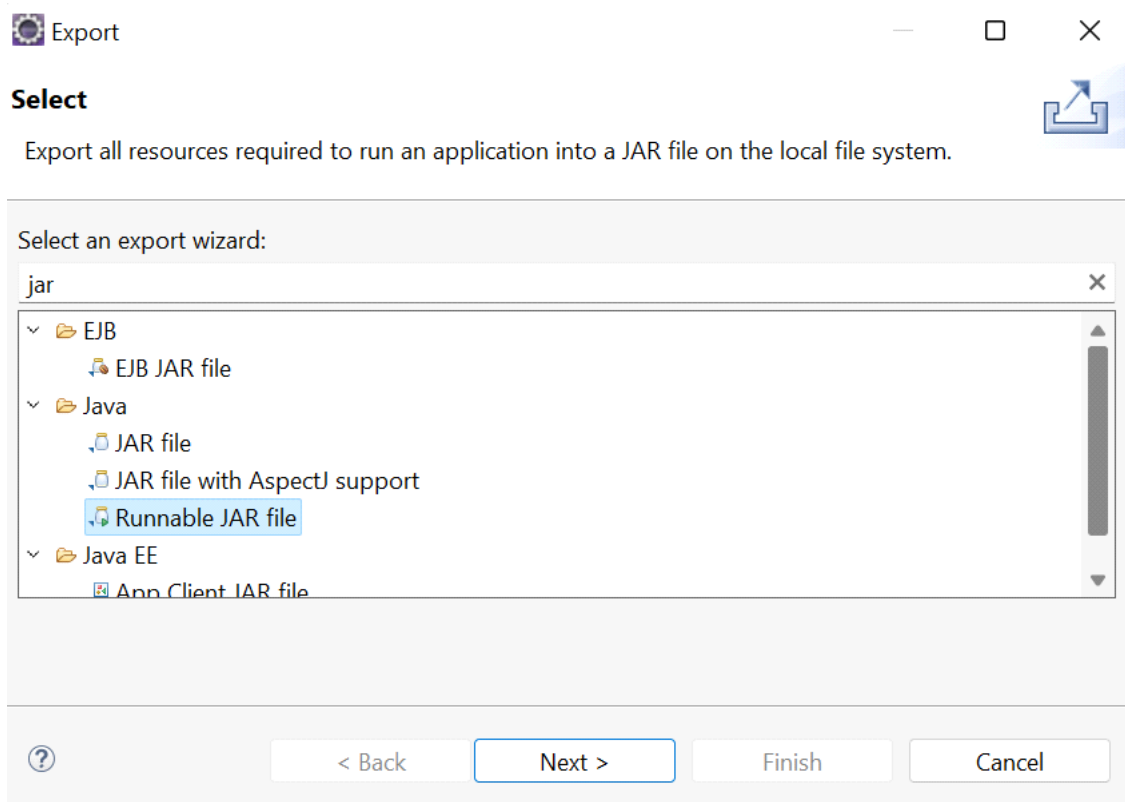 Export
Select
Export all resources required to run an application into a JAR file on the local file system.
Select an export wizard:
jar
EJB
EJB JAR file
Java
JAR file
JAR file with AspectJ support
Runnable JAR file
Java EE
App Client JAR file
< Back
Next >
Finish
Cancel